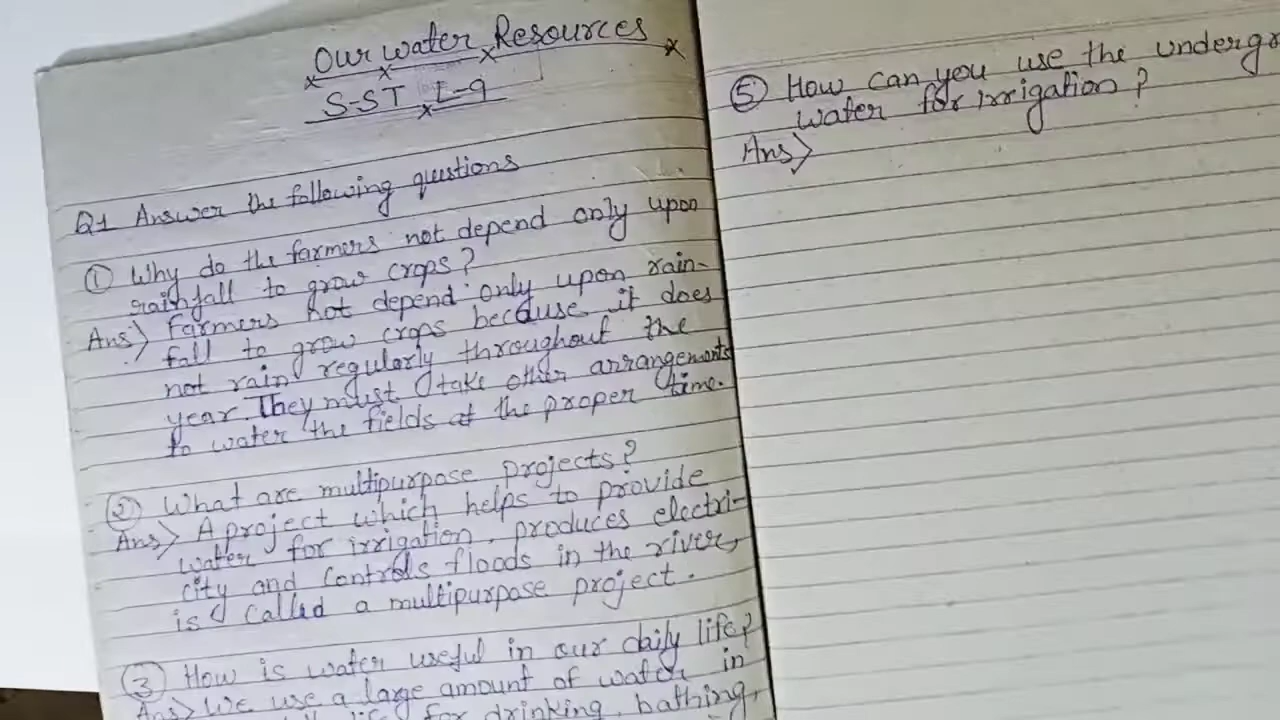 Our water Resources
S-ST L-9
Q1 Answer the following questions
① Why do the farmers not depend only upon
rainfall to grow crops?
Ans> farmers not depend only upon rain-
fall to grow crops because it does
not rain regularly throughout the
year. They must take other arrangements
to water the fields at the proper time.
② What are multipurpose projects?
Ans> A project which helps to provide
water for irrigation, produces electri-
city and controls floods in the river,
is called a multipurpose project.
③ How is water useful in our daily life?
Ans> We use a large amount of water in
for drinking, bathing,
⑤ How can you use the undergr
water for irrigation?
Ans>